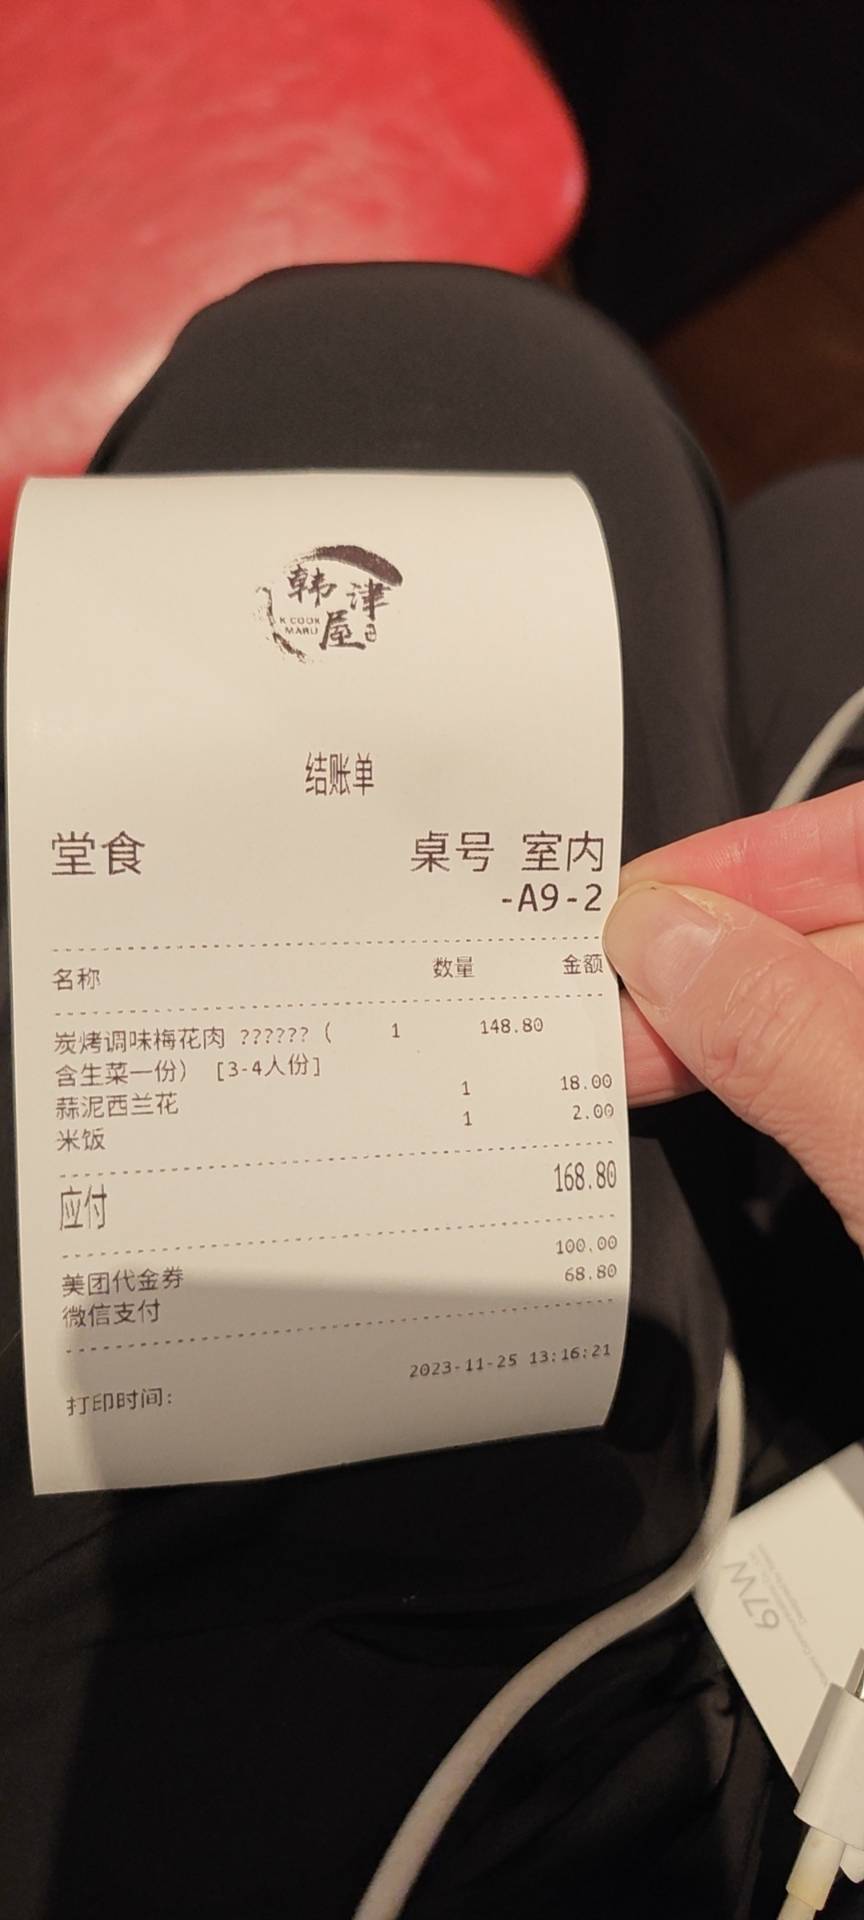 韩津
屋
K COOK
MARU
结账单
堂食 桌号 室内
-A9-2
名称 数量 金额
炭烤调味梅花肉 ??????（ 1 148.80
含生菜一份） [3-4人份]
蒜泥西兰花 1 18.00
米饭 1 2.00
应付 168.80
美团代金券 100.00
微信支付 68.80
打印时间: 2023-11-25 13:16:21
67W